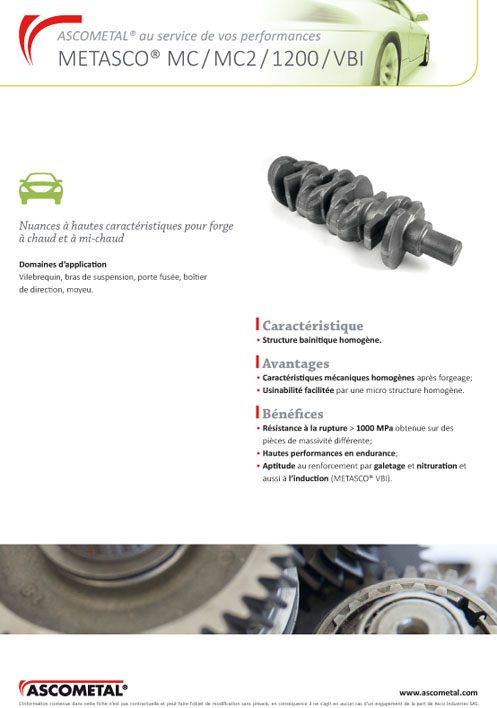 ASCOMETAL® au service de vos performances
METASCO® MC/MC2/1200/VBI
Nuances à hautes caractéristiques pour forge
à chaud et à mi-chaud
Domaines d'application
Vilebrequin, bras de suspension, porte fusée, boîtier
de direction, moyeu.
Caractéristique
• Structure bainitique homogène.
Avantages
• Caractéristiques mécaniques homogènes après forgeage;
• Usinabilité facilitée par une micro structure homogène.
Bénéfices
• Résistance à la rupture > 1000 MPa obtenue sur des
pièces de massivité différente;
• Hautes performances en endurance;
• Aptitude au renforcement par galetage et nitruration et
aussi à l'induction (METASCO® VBI).
ASCOMETAL®
www.ascometal.com
L'information contenue dans cette fiche n'est pas contractuelle et peut faire l'objet de modification sans préavis, en conséquence il ne s'agit en aucun cas d'un engagement de la part de Asco Industries SAS.